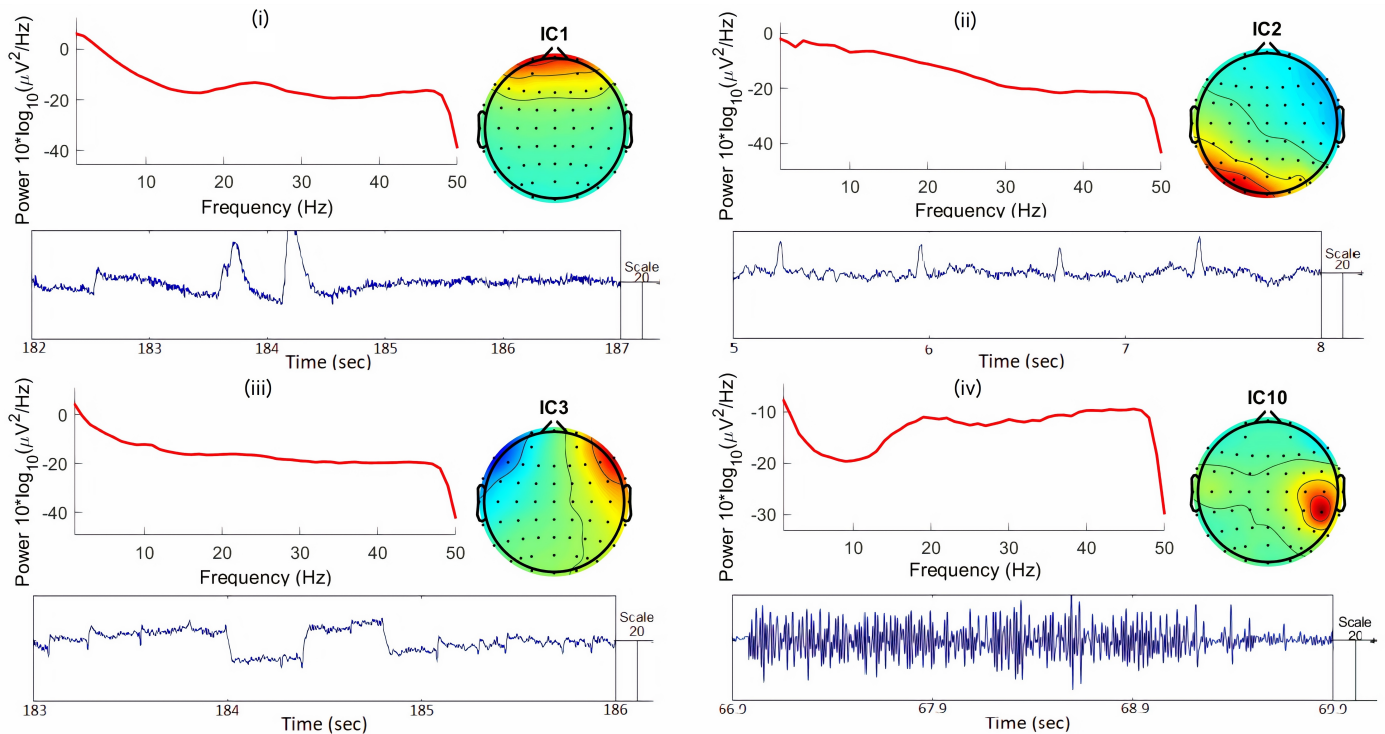 (i)
Power 10*log10(μV2/Hz)
0
-20
-40
10 20 30 40 50
Frequency (Hz)
IC1
Scale
20
182 183 184 185 186 187
Time (sec)
(ii)
Power 10*log10(μV2/Hz)
0
-20
-40
10 20 30 40 50
Frequency (Hz)
IC2
Scale
20
5 6 7 8
Time (sec)
(iii)
Power 10*log10(μV2/Hz)
0
-20
-40
10 20 30 40 50
Frequency (Hz)
IC3
Scale
20
183 184 185 186
Time (sec)
(iv)
Power 10*log10(μV2/Hz)
-10
-20
-30
10 20 30 40 50
Frequency (Hz)
IC10
Scale
20
66.9 67.9 68.9 69.9
Time (sec)